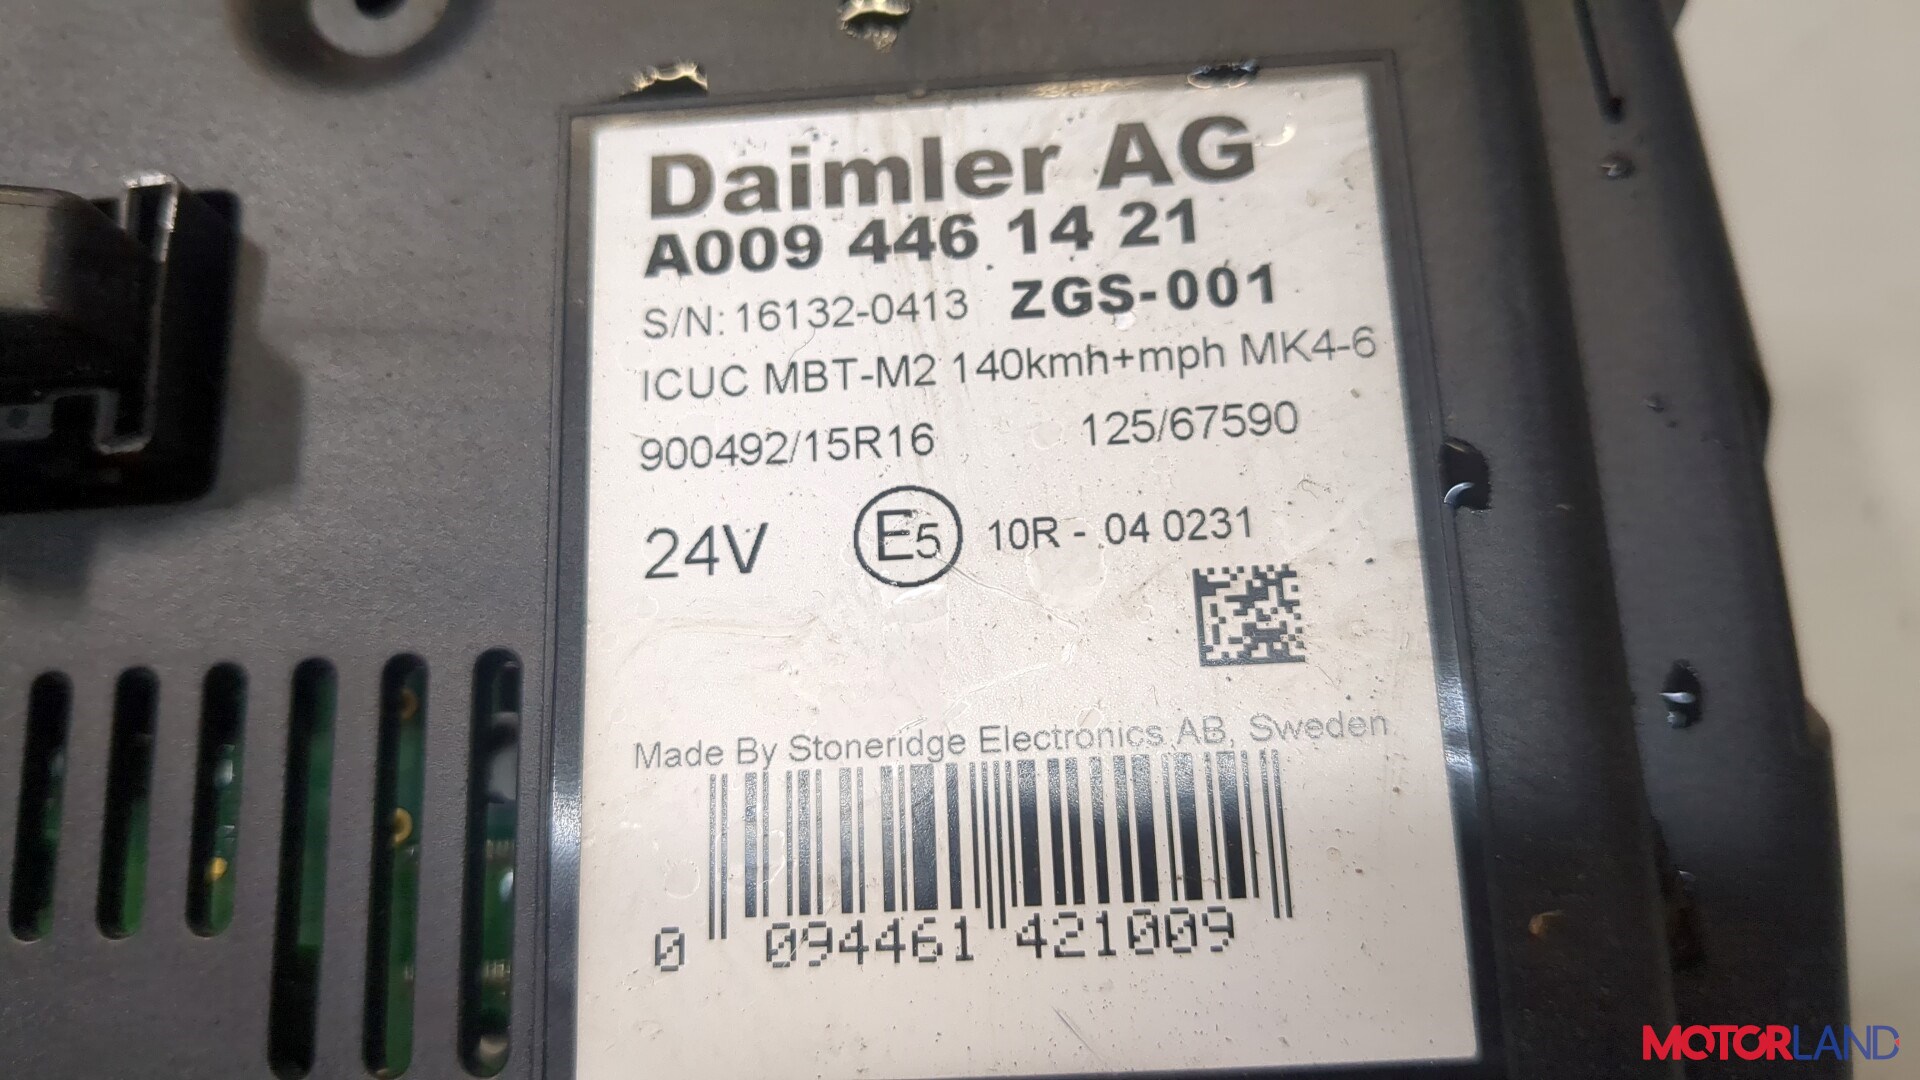 Daimler AG
A009 446 14 21
S/N: 16132-0413 ZGS-001
ICUC MBT-M2 140kmh+mph MK4-6
900492/15R16 125/67590
24V E5 10R - 04 0231
Made By Stoneridge Electronics AB, Sweden
0 094461 421009
MOTORLAND